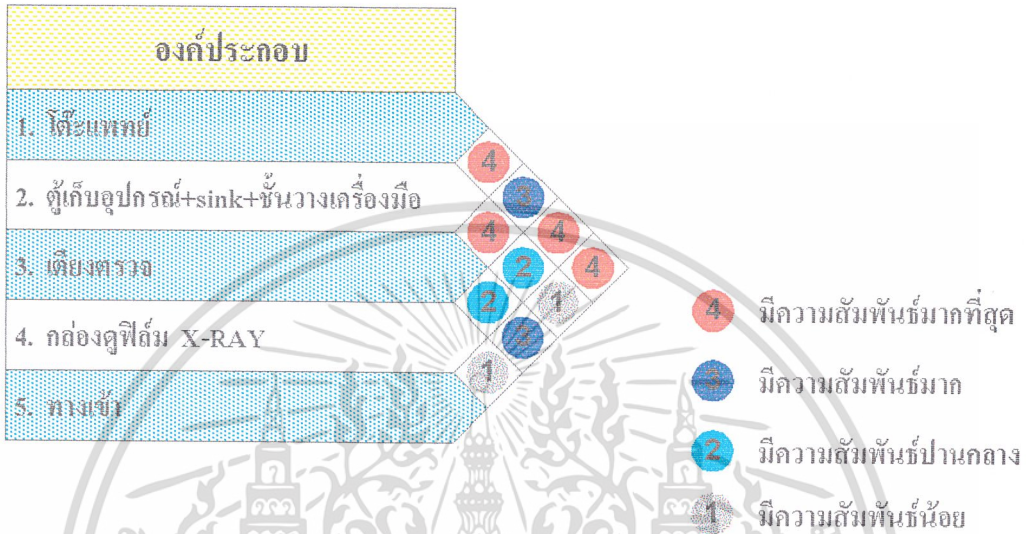 องค์ประกอบ
1. โต๊ะแพทย์
2. ตู้เก็บอุปกรณ์+sink+ชั้นวางเครื่องมือ
3. เตียงตรวจ
4. กล่องดูฟิล์ม X-RAY
5. ทางเข้า
4
3
4
4
2
4
2
1
3
1
4 มีความสัมพันธ์มากที่สุด
3 มีความสัมพันธ์มาก
2 มีความสัมพันธ์ปานกลาง
1 มีความสัมพันธ์น้อย